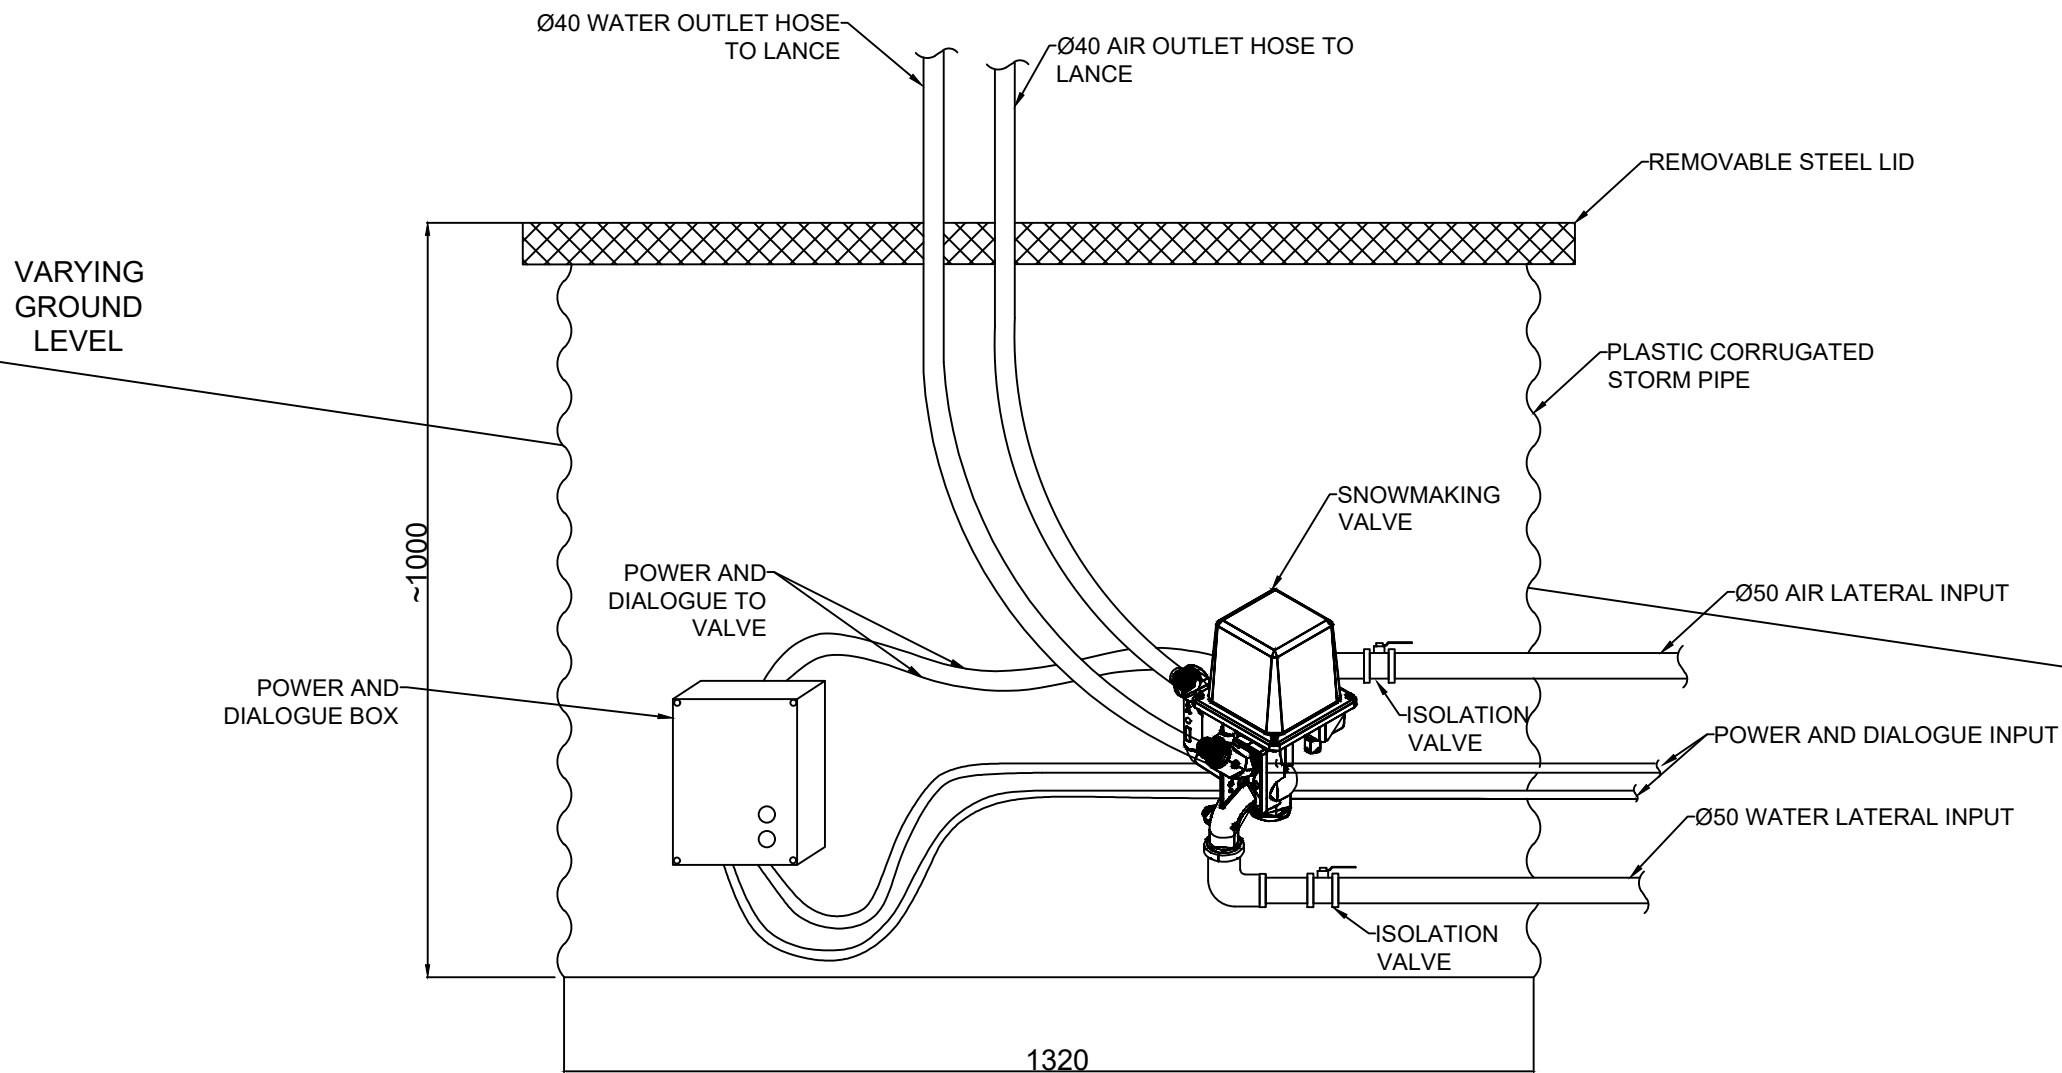 Ø40 WATER OUTLET HOSE
TO LANCE
Ø40 AIR OUTLET HOSE TO
LANCE
REMOVABLE STEEL LID
VARYING
GROUND
LEVEL
PLASTIC CORRUGATED
STORM PIPE
SNOWMAKING
VALVE
~1000
POWER AND
DIALOGUE TO
VALVE
Ø50 AIR LATERAL INPUT
POWER AND
DIALOGUE BOX
ISOLATION
VALVE
POWER AND DIALOGUE INPUT
Ø50 WATER LATERAL INPUT
ISOLATION
VALVE
1320